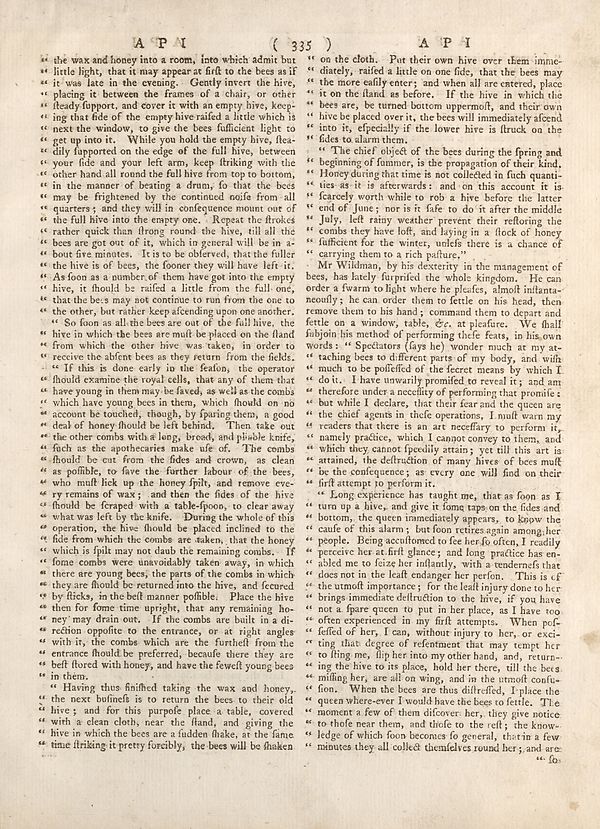 A P I ( 335 ) A P I
“ the wax and honey into a room, into which admit but
“ little light, that it may appear at firſt to the bees as if
“ it was late in the evening. Gently invert the hive,
“ placing it between the frames of a chair, or other
“ ſteady ſupport, and cover it with an empty hive, keep-
“ ing that ſide of the empty hive raiſed a little which is
“ next the window, to give the bees ſufficient light to
“ get up into it. While you hold the empty hive, ſtea-
“ dily ſupported on the edge of the full hive, between
“ your ſide and your left arm, keep ſtriking with the
“ other hand all round the full hive from top to bottom,
“ in the manner of beating a drum, ſo that the bees
“ may be frightened by the continued noiſe from all
“ quarters; and they will in conſequence mount out of
“ the full hive into the empty one. Repeat the ſtrokes
“ rather quick than ſtrong round the hive, till all the
“ bees are got out of it, which in general will be in a-
“ bout five minutes. It is to be obſerved, that the fuller
“ the hive is of bees, the ſooner they will have left it.
“ As ſoon as a number of them have got into the empty
“ hive, it ſhould be raiſed a little from the full one,
“ that the bees may not continue to run from the one to
“ the other, but rather keep aſcending upon one another.
“ So ſoon as all the bees are out of the full hive, the
“ hive in which the bees are muſt be placed on the ſtand
“ from which the other hive was taken, in order to
“ receive the abſent bees as they return from the fields.
“ If this is done early in the ſeaſon, the operator
“ ſhould examine the royal cells, that any of them that
“ have young in them may be ſaved, as well as the combs
“ which have young bees in them, which ſhould on no
“ account be touched, though, by ſparing them, a good
“ deal of honey ſhould be left behind. Then take out
“ the other combs with a long, broad, and pliable knife,
“ ſuch as the apothecaries make uſe of. The combs
“ ſhould be cut from the ſides and crown, as clean
“ as poſſible, to ſave the further labour of the bees,
“ who muſt lick up the honey ſpilt, and remove eve-
“ ry remains of wax; and then the ſides of the hive
“ ſhould be ſcraped with a table-ſpoon, to clear away
“ what was left by the knife. During the whole of this
“ operation, the hive ſhould be placed inclined to the
“ ſide from which the combs are taken, that the honey
“ which is ſpilt may not daub the remaining combs. If
“ ſome combs were unavoidably taken away, in which
“ there are young bees, the parts of the combs in which
“ they are ſhould be returned into the hive, and ſecured
“ by ſticks, in the beſt manner poſſible. Place the hive
“ then for ſome time upright, that any remaining ho-
“ ney may drain out. If the combs are built in a di-
“ rection oppoſite to the entrance, or at right angles
“ with it, the combs which are the furtheſt from the
“ entrance ſhould be preferred, becauſe there they are
“ beſt ſtored with honey, and have the feweſt young bees
“ in them.
“ Having thus finiſhed taking the wax and honey,
“ the next buſineſs is to return the bees to their old
“ hive; and for this purpoſe place a table, covered
“ with a clean cloth, near the ſtand, and giving the
“ hive in which the bees are a ſudden ſhake, at the ſame
“ time ſtriking it pretty forcibly, the bees will be ſhaken
“ on the cloth. Put their own hive over them imme-
“ diately, raiſed a little on one ſide, that the bees may
“ the more eaſily enter; and when all are entered, place
“ it on the ſtand as before. If the hive in which the
“ bees are, be turned bottom uppermoſt, and their own
“ hive be placed over it, the bees will immediately aſcend
“ into it, eſpecially if the lower hive is ſtruck on the
“ ſides to alarm them.
“ The chief object of the bees during the ſpring and
“ beginning of ſummer, is the propagation of their kind.
“ Honey during that time is not collected in ſuch quanti-
“ ties as it is afterwards: and on this account it is
“ ſcarcely worth while to rob a hive before the latter
“ end of June; nor is it ſafe to do it after the middle
“ July, leſt rainy weather prevent their reſtoring the
“ combs they have loſt, and laying in a ſtock of honey
“ ſufficient for the winter, unleſs there is a chance of
“ carrying them to a rich paſture.”
Mr Wildman, by his dexterity in the management of
bees, has lately ſurpriſed the whole kingdom. He can
order a ſwarm to light where he pleaſes, almoſt inſtanta-
neouſly; he can order them to ſettle on his head, then
remove them to his hand; command them to depart and
ſettle on a window, table, &c. at pleaſure. We ſhall
ſubjoin his method of performing theſe feats, in his own
words: “ Spectators (ſays he) wonder much at my at-
“ taching bees to different parts of my body, and wiſh
“ much to be poſſeſſed of the ſecret means by which I
“ do it. I have unwarily promiſed to reveal it; and am
“ therefore under a neceſſity of performing that promiſe:
“ but while I declare, that their fear and the queen are
“ the chief agents in theſe operations, I muſt warn my
“ readers that there is an art neceſſary to perform it,
“ namely practice, which I cannot convey to them, and
“ which they cannot ſpeedily attain; yet till this art is
“ attained, the deſtruction of many hives of bees muſt
“ be the conſequence; as every one will find on their
“ firſt attempt to perform it.
“ Long experience has taught me, that as ſoon as I
“ turn up a hive, and give it ſome taps on the ſides and
“ bottom, the queen immediately appears, to know the
“ cauſe of this alarm; but ſoon retires again among her
“ people. Being accuſtomed to ſee her ſo often, I readily
“ perceive her at firſt glance; and long practice has en-
“ abled me to ſeize her inſtantly, with a tenderneſs that
“ does not in the leaſt endanger her perſon. This is of
“ the utmoſt importance; for the leaſt injury done to her
“ brings immediate deſtruction to the hive, if you have
“ not a ſpare queen to put in her place, as I have too
“ often experienced in my firſt attempts. When poſ-
“ ſeſſed of her, I can, without injury to her, or exci-
“ ting that degree of reſentment that may tempt her
“ to ſting me, ſlip her into my other hand, and, return-
“ ing the hive to its place, hold her there, till the bees
“ miſſing her, are all on wing, and in the utmoſt confu-
“ ſion. When the bees are thus diſtreſſed, I place the
“ queen where-ever I would have the bees to ſettle. The
“ moment a few of them diſcover her, they give notice
“ to thoſe near them, and thoſe to the reſt; the know-
“ ledge of which ſoon becomes ſo general, that in a few
“ minutes they all collect themſelves round her; and are
“ ſo